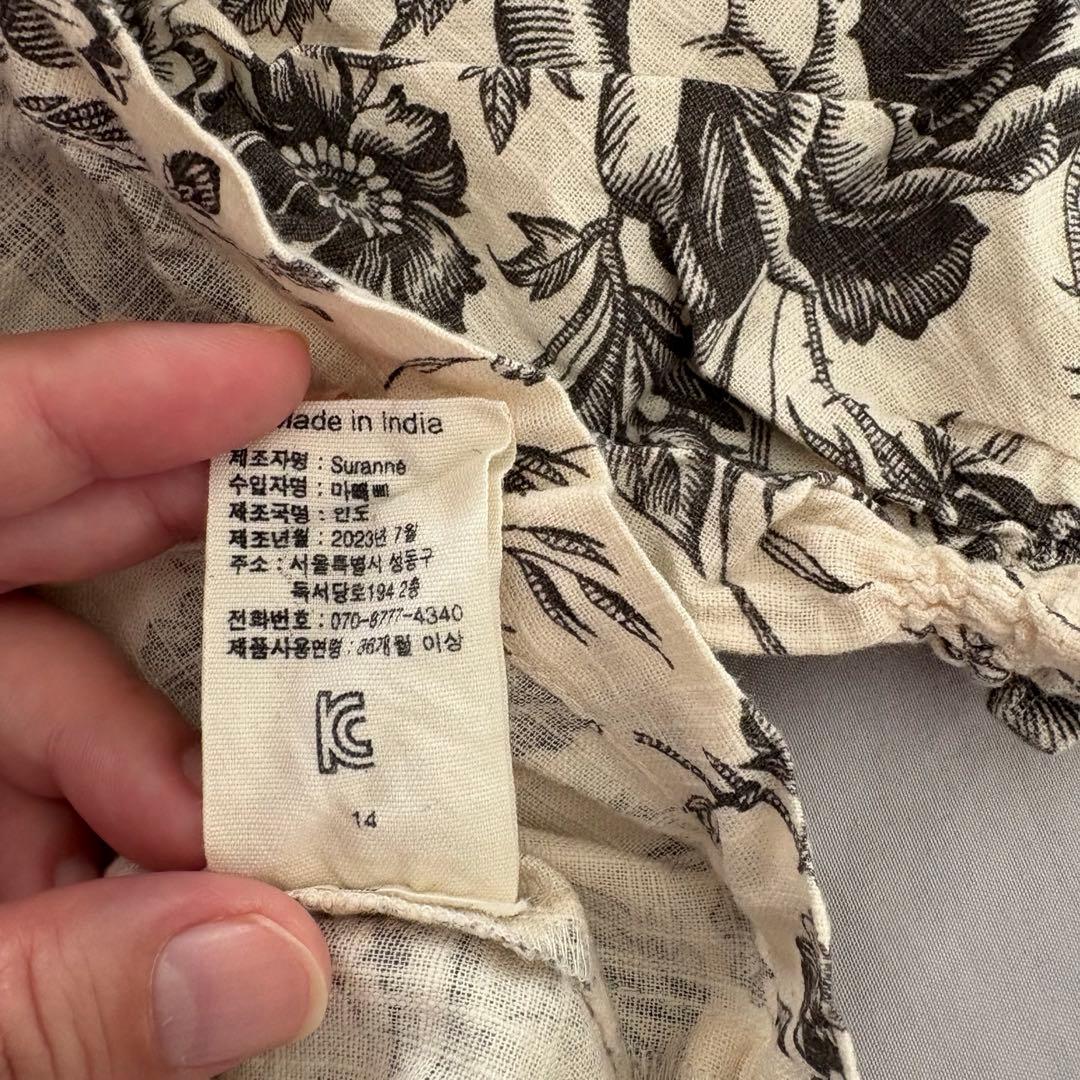 Made in India
제조자명 : Suranné
수입자명 :
제조국명 : 인도
제조년월 : 2023년 7월
주소 : 서울특별시 성동구
독서당로194 2층
전화번호 : 070-8777-4340
제품사용연령 : 36개월 이상
KC
14